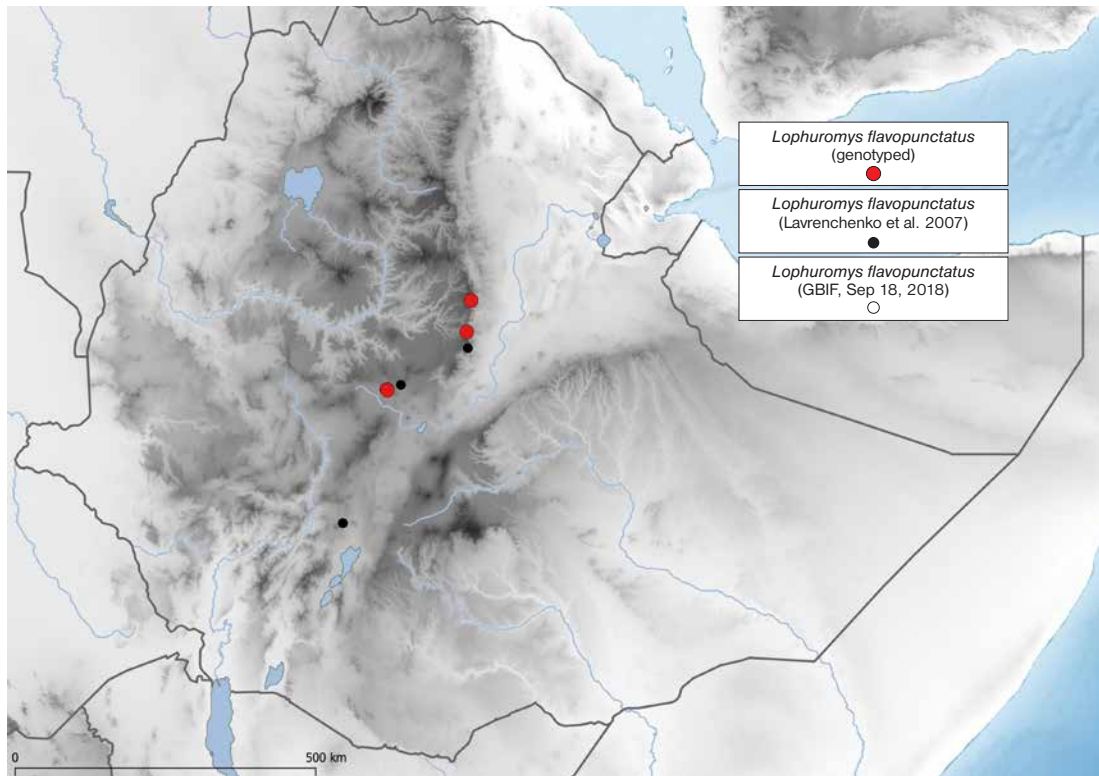 Lophuromys flavopunctatus
(genotyped)
Lophuromys flavopunctatus
(Lavrenchenko et al. 2007)
Lophuromys flavopunctatus
(GBIF, Sep 18, 2018)
0 500 km